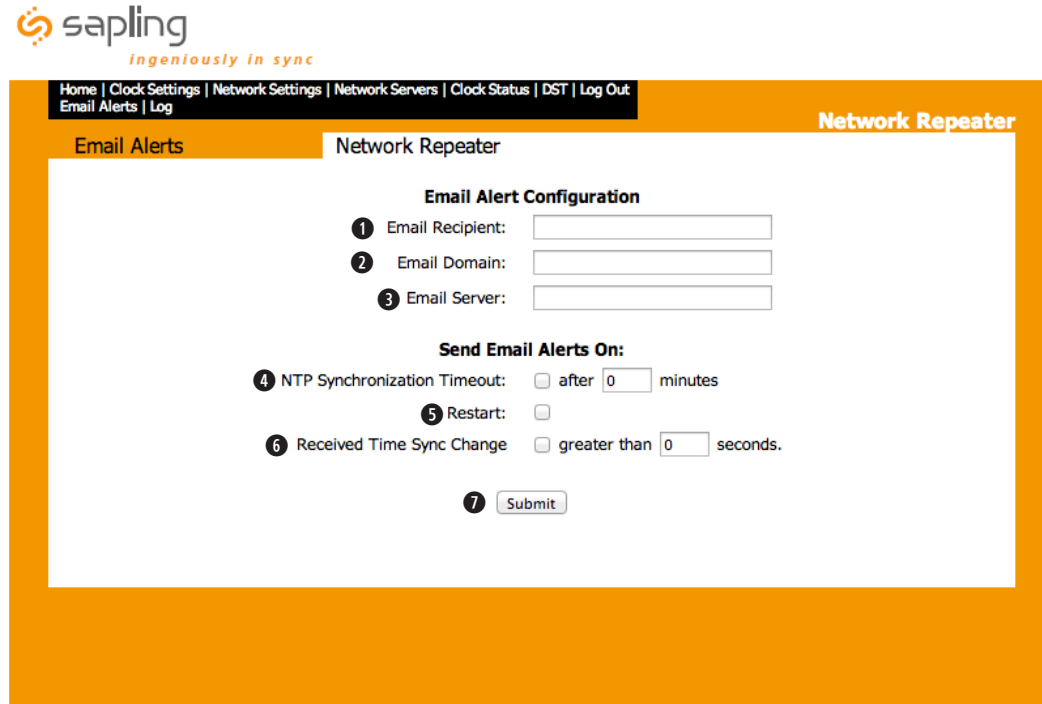 sapling
ingeniously in sync
Home | Clock Settings | Network Settings | Network Servers | Clock Status | DST | Log Out
Email Alerts | Log
Network Repeater
Email Alerts
Network Repeater
Email Alert Configuration
1 Email Recipient:
2 Email Domain:
3 Email Server:
Send Email Alerts On:
4 NTP Synchronization Timeout: after 0 minutes
5 Restart:
6 Received Time Sync Change greater than 0 seconds.
7 Submit